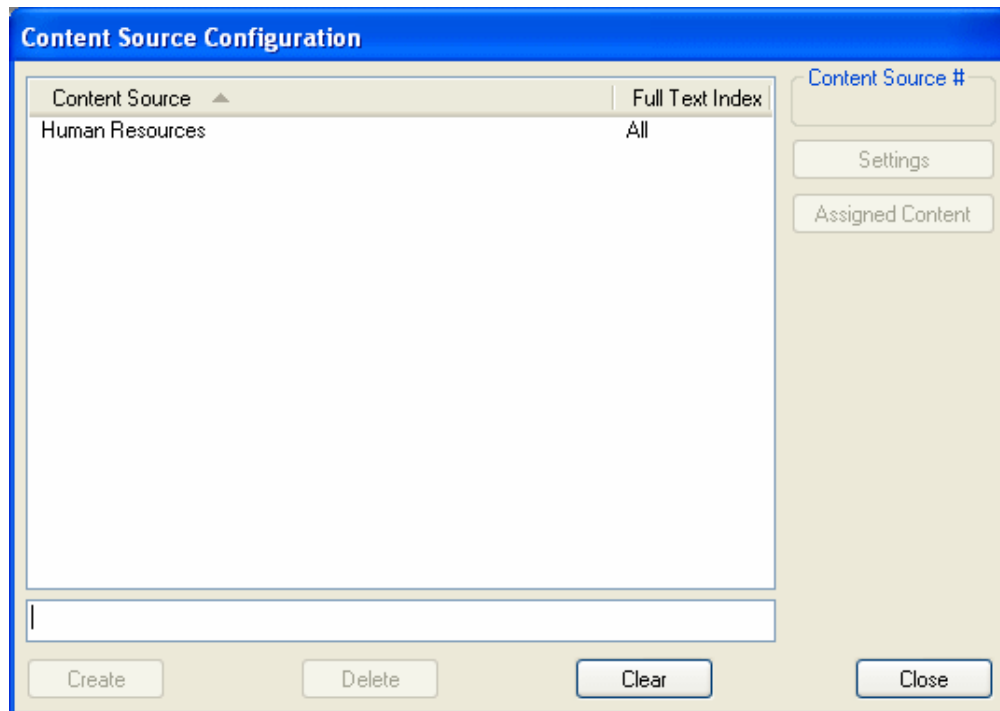 Content Source Configuration
Content Source Full Text Index
Human Resources All
Content Source #
Settings
Assigned Content
Create Delete Clear Close